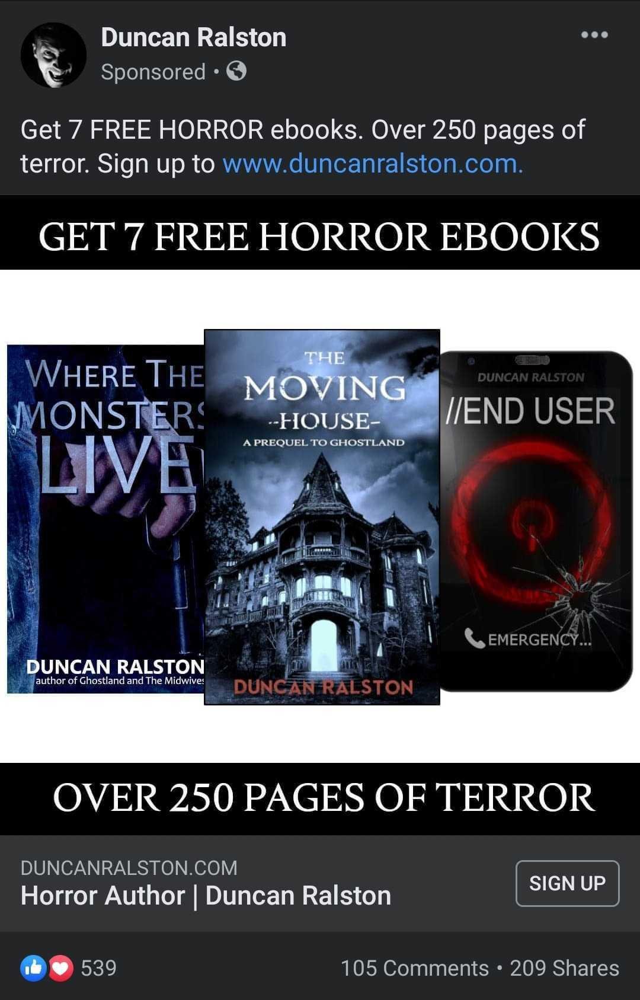 Duncan Ralston
Sponsored •
Get 7 FREE HORROR ebooks. Over 250 pages of
terror. Sign up to www.duncanralston.com.
GET 7 FREE HORROR EBOOKS
WHERE THE
MONSTERS
LIVE
DUNCAN RALSTON
author of Ghostland and The Midwives
THE
MOVING
--HOUSE-
A PREQUEL TO GHOSTLAND
DUNCAN RALSTON
DUNCAN RALSTON
//END USER
EMERGENCY...
OVER 250 PAGES OF TERROR
DUNCANRALSTON.COM
Horror Author | Duncan Ralston
SIGN UP
539
105 Comments • 209 Shares